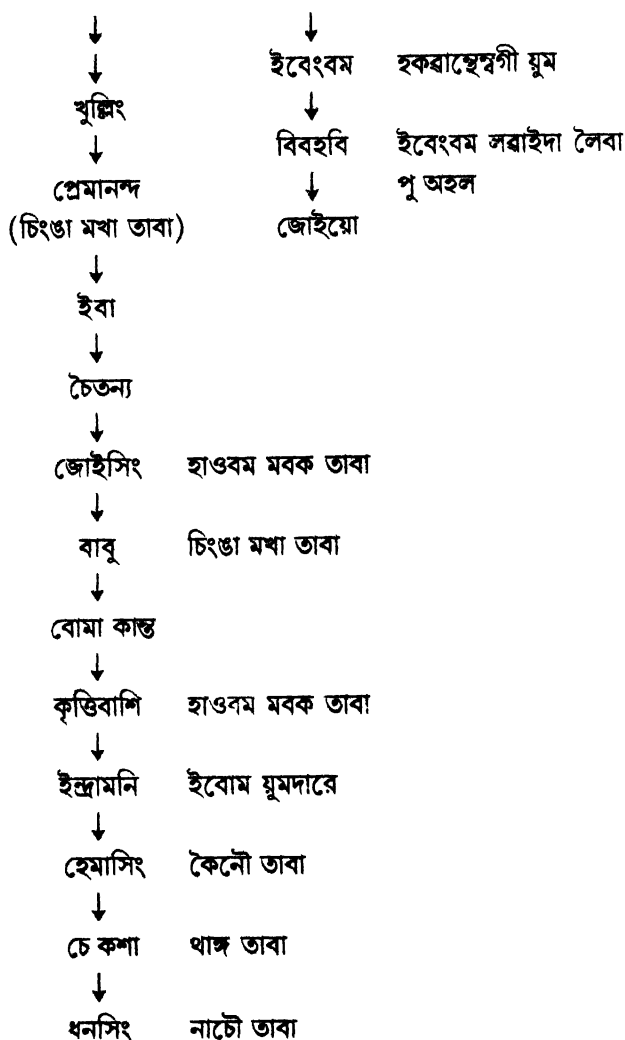 ↓ ↓
↓ ইবেংবম হকৱান্থেম্বগী য়ুম
খুল্লিং ↓
↓ বিবহবি ইবেংবম লৱাইদা লৈবা
প্রেমানন্দ ↓ পু অহল
(চিংঙা মখা তাবা) জোইয়ো
↓
ইবা
↓
চৈতন্য
↓
জোইসিং হাওবম মবক তাবা
↓
বাবু চিংঙা মখা তাবা
↓
বোমা কান্ত
↓
কৃত্তিবাশি হাওবম মবক তাবা
↓
ইন্দ্রামনি ইবোম য়ুমদারে
↓
হেমাসিং কৈনৌ তাবা
↓
চে কশা থাঙ্গ তাবা
↓
ধনসিং নাচৌ তাবা